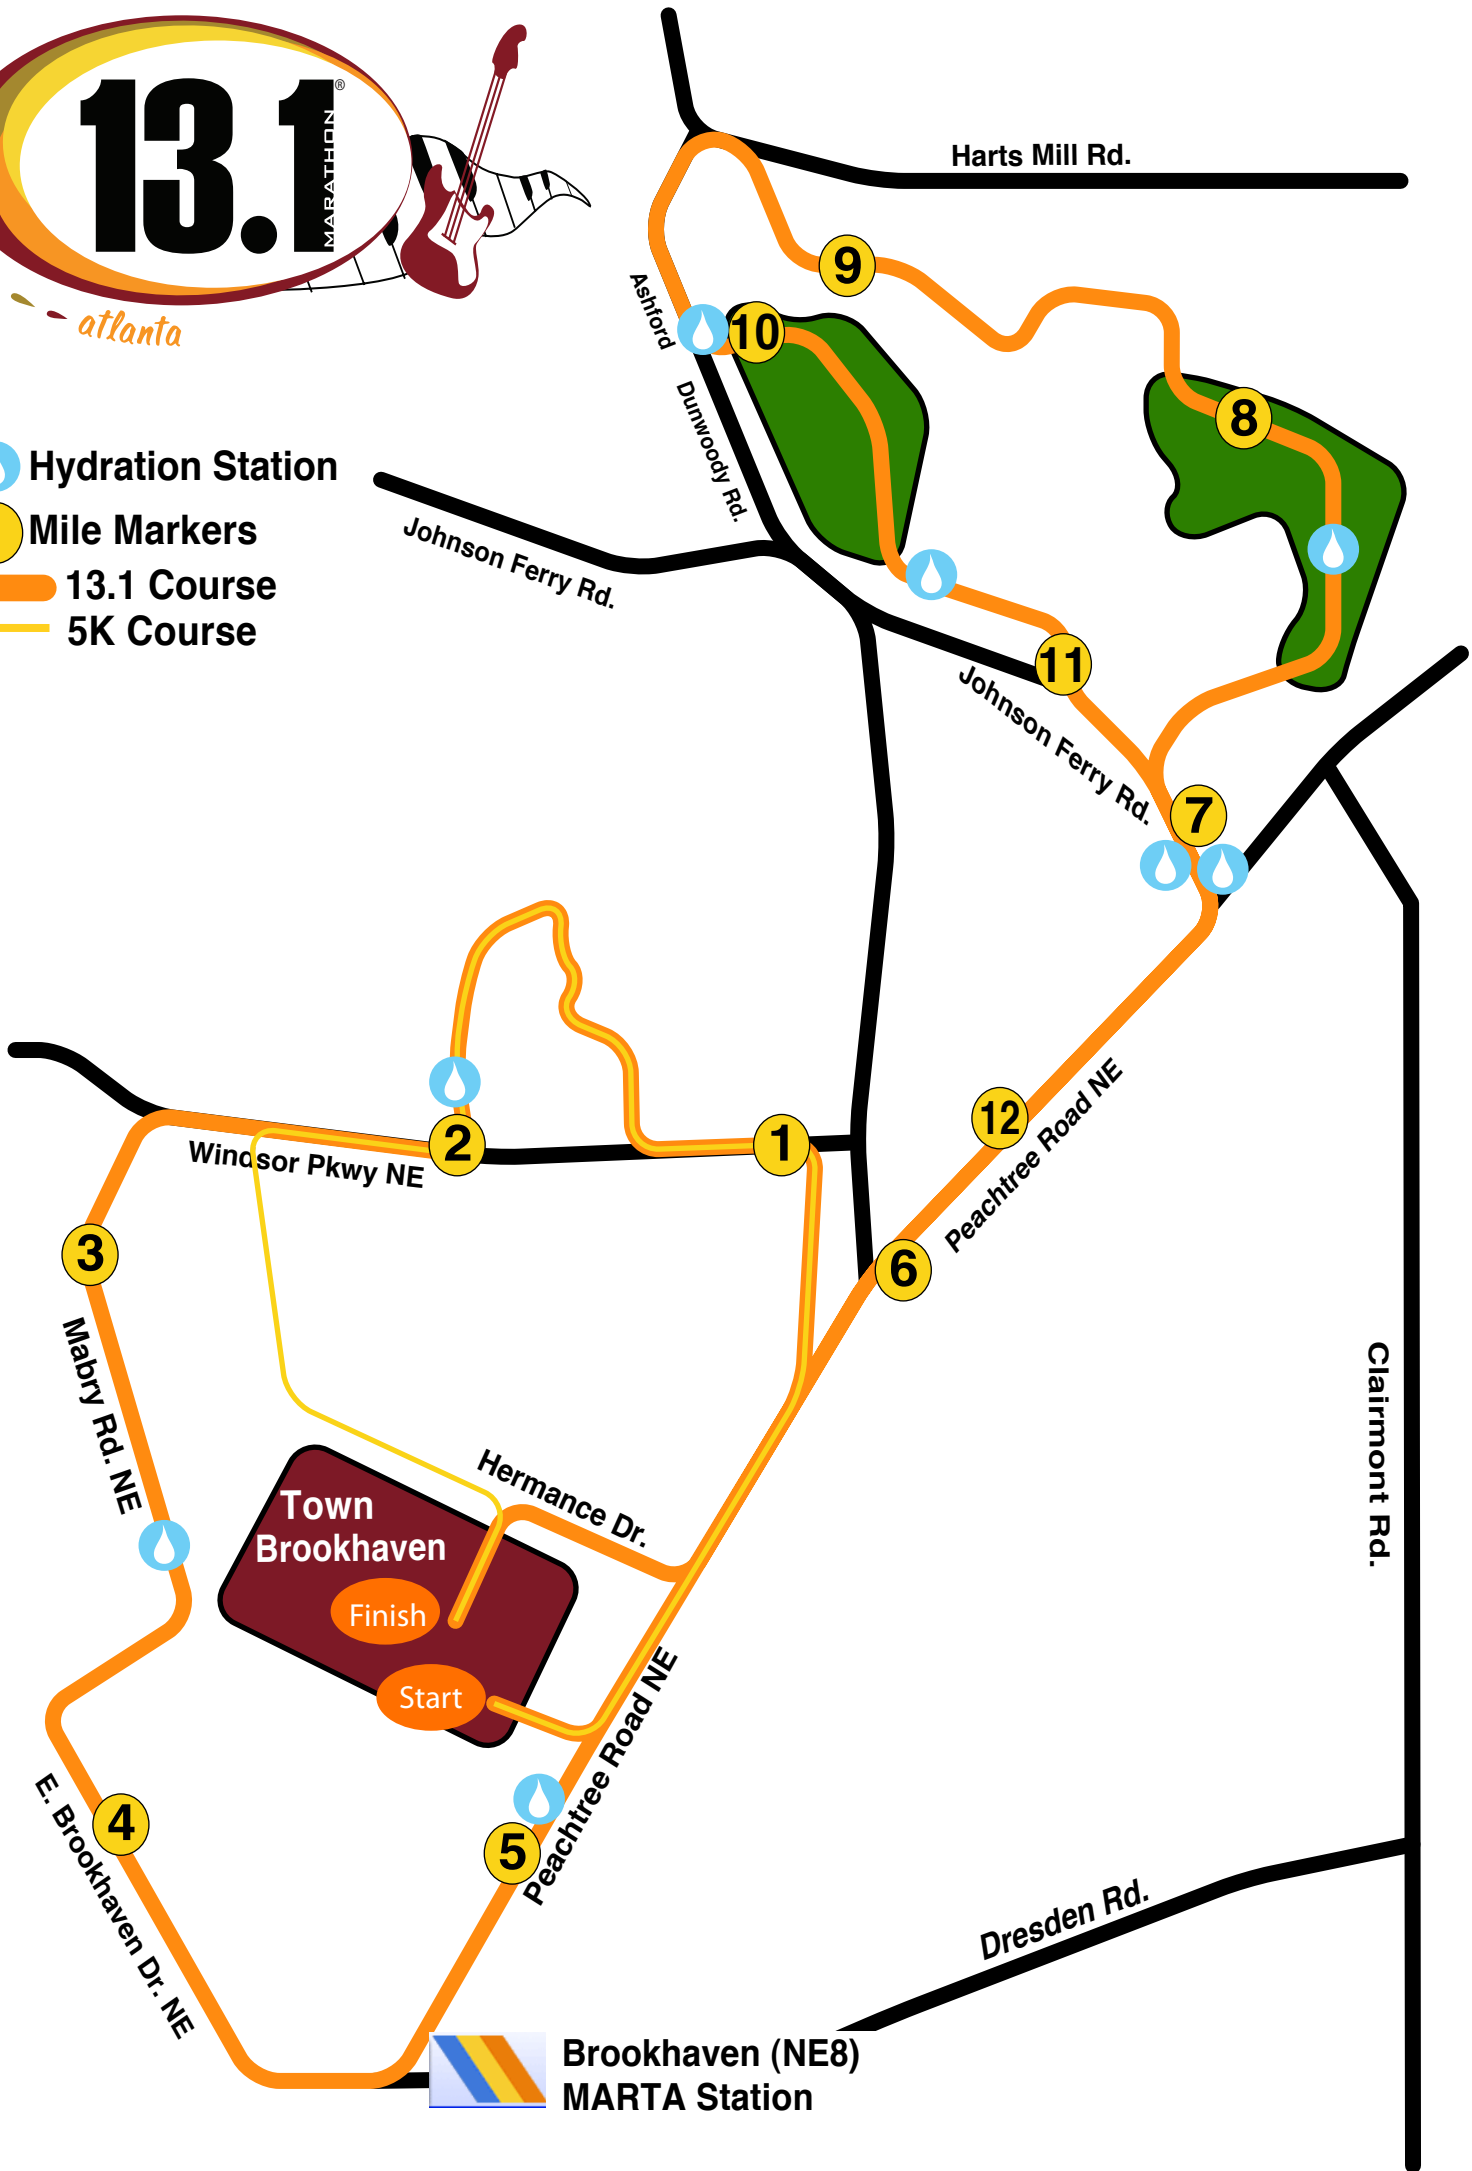 13.1®
MARATHON
atlanta
Harts Mill Rd.
9
Ashford
10
8
Dunwoody Rd.
Hydration Station
Mile Markers
13.1 Course
5K Course
Johnson Ferry Rd.
11
Johnson Ferry Rd.
7
12
Peachtree Road NE
1
2
Windsor Pkwy NE
3
6
Mabry Rd. NE
Clairmont Rd.
Hermance Dr.
Town
Brookhaven
Finish
Start
Peachtree Road NE
4
5
E. Brookhaven Dr. NE
Dresden Rd.
Brookhaven (NE8)
MARTA Station